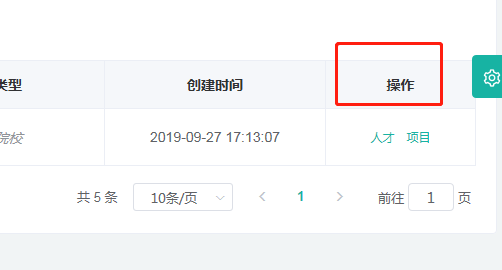 类型 创建时间 操作
院校 2019-09-27 17:13:07 人才 项目
共 5 条 10条/页 1 前往 1 页